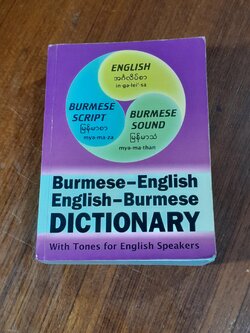 ENGLISH
အင်္ဂလိပ်စာ
in·ga·lei' sa
BURMESE
SCRIPT
မြန်မာစာ
mya·ma·za
BURMESE
SOUND
မြန်မာသံ
mya·ma·than
Burmese–English
English–Burmese
DICTIONARY
With Tones for English Speakers